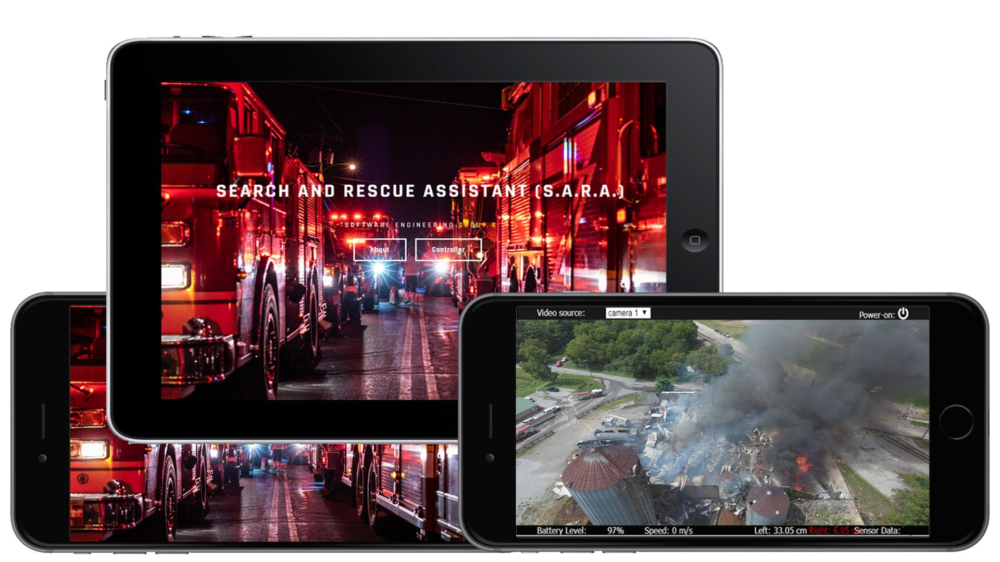 SEARCH AND RESCUE ASSISTANT (S.A.R.A.)
SOFTWARE ENGINEERING GROUP 8
About Controller
Video source: camera 1 Power-on:
Battery Level: 97% Speed: 0 m/s Left: 33.05 cm Right: 6.05 Sensor Data: